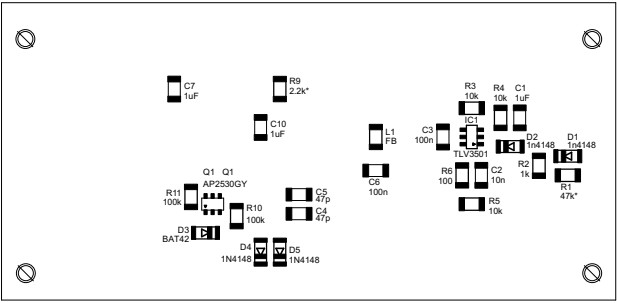 C7
1uF
R9
2.2k*
C10
1uF
L1
FB
C6
100n
C3
100n
R3
10k
IC1
TLV3501
R4
10k
C1
1uF
D2
1n4148
D1
1n4148
R2
1k
R1
47k*
R6
100
C2
10n
R5
10k
Q1 Q1
AP2530GY
R11
100k
R10
100k
C5
47p
C4
47p
D3
BAT42
D4
1N4148
D5
1N4148